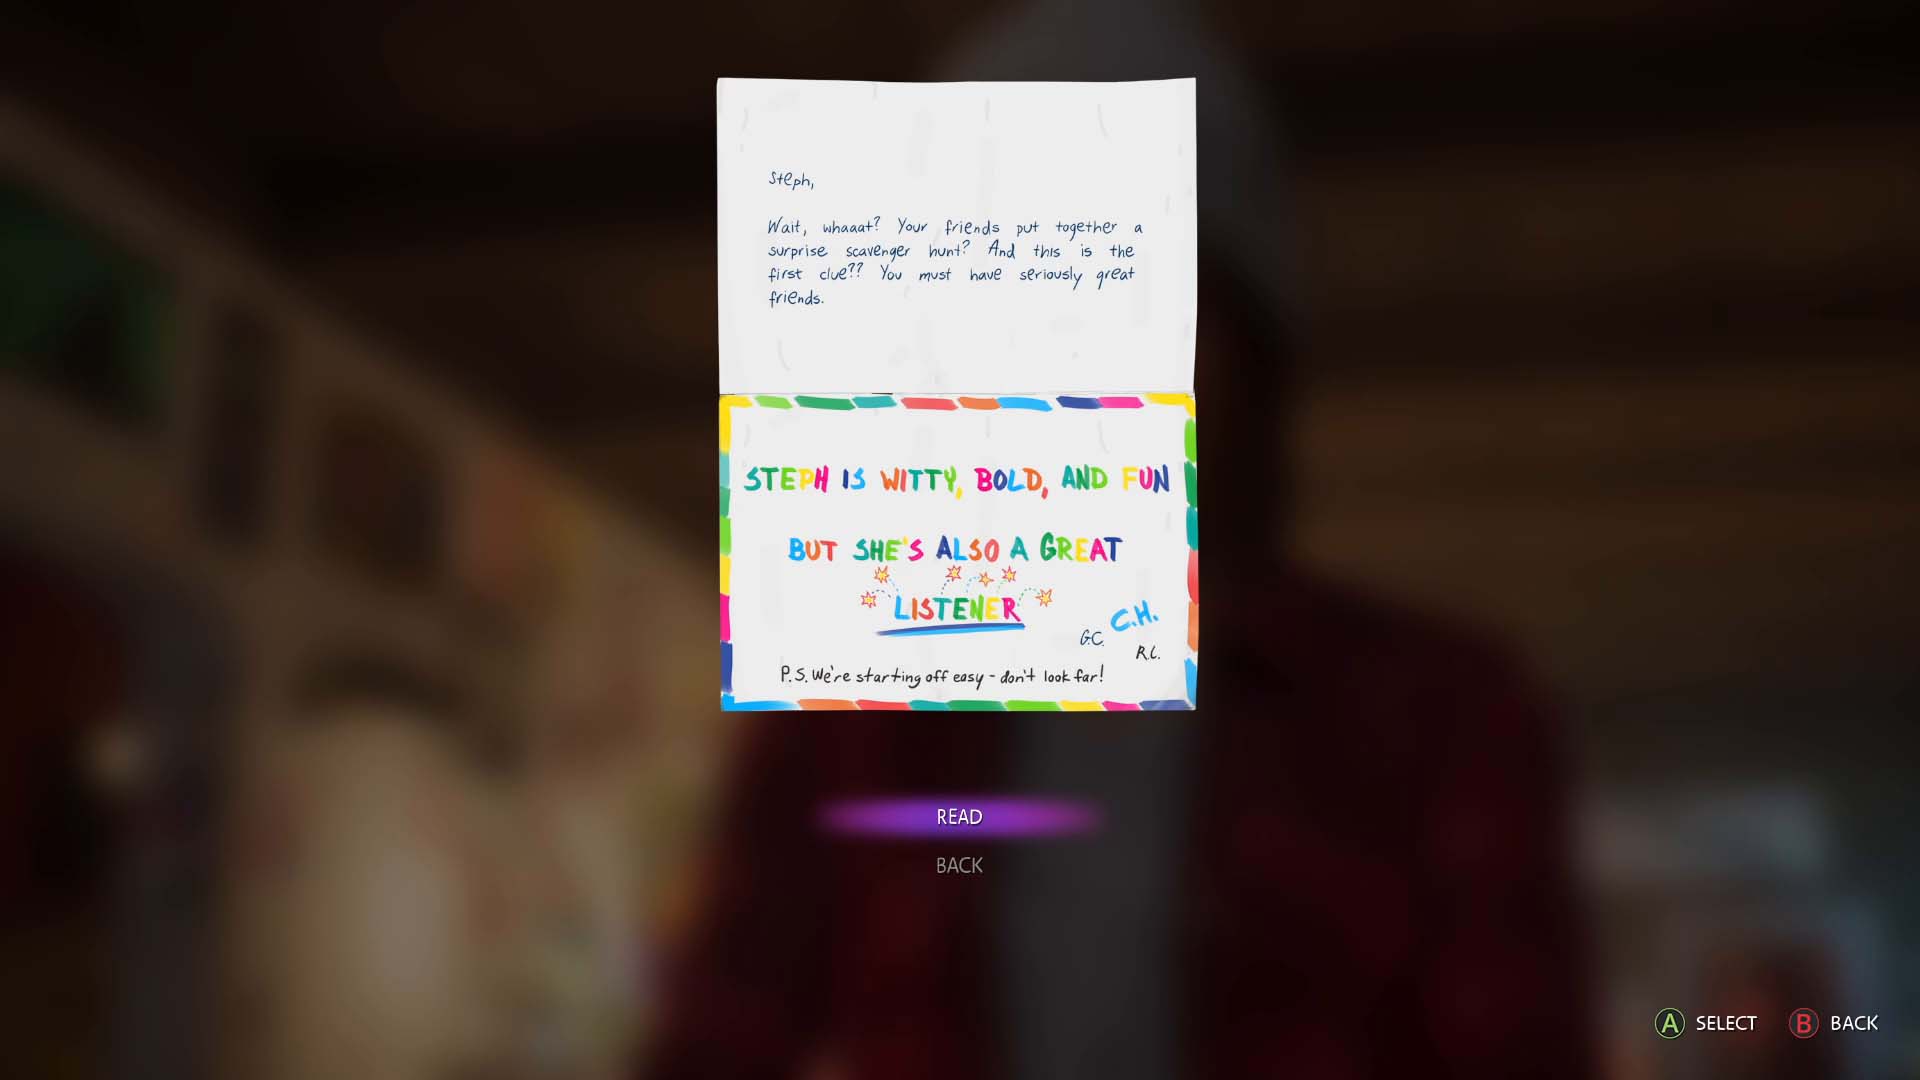 Steph,
Wait, whaaat? Your friends put together a
surprise scavenger hunt? And this is the
first clue?? You must have seriously great
friends.
STEPH IS WITTY, BOLD, AND FUN
BUT SHE'S ALSO A GREAT
LISTENER
C.H.
G.C.
R.L.
P.S. We're starting off easy - don't look far!
READ
BACK
A SELECT B BACK